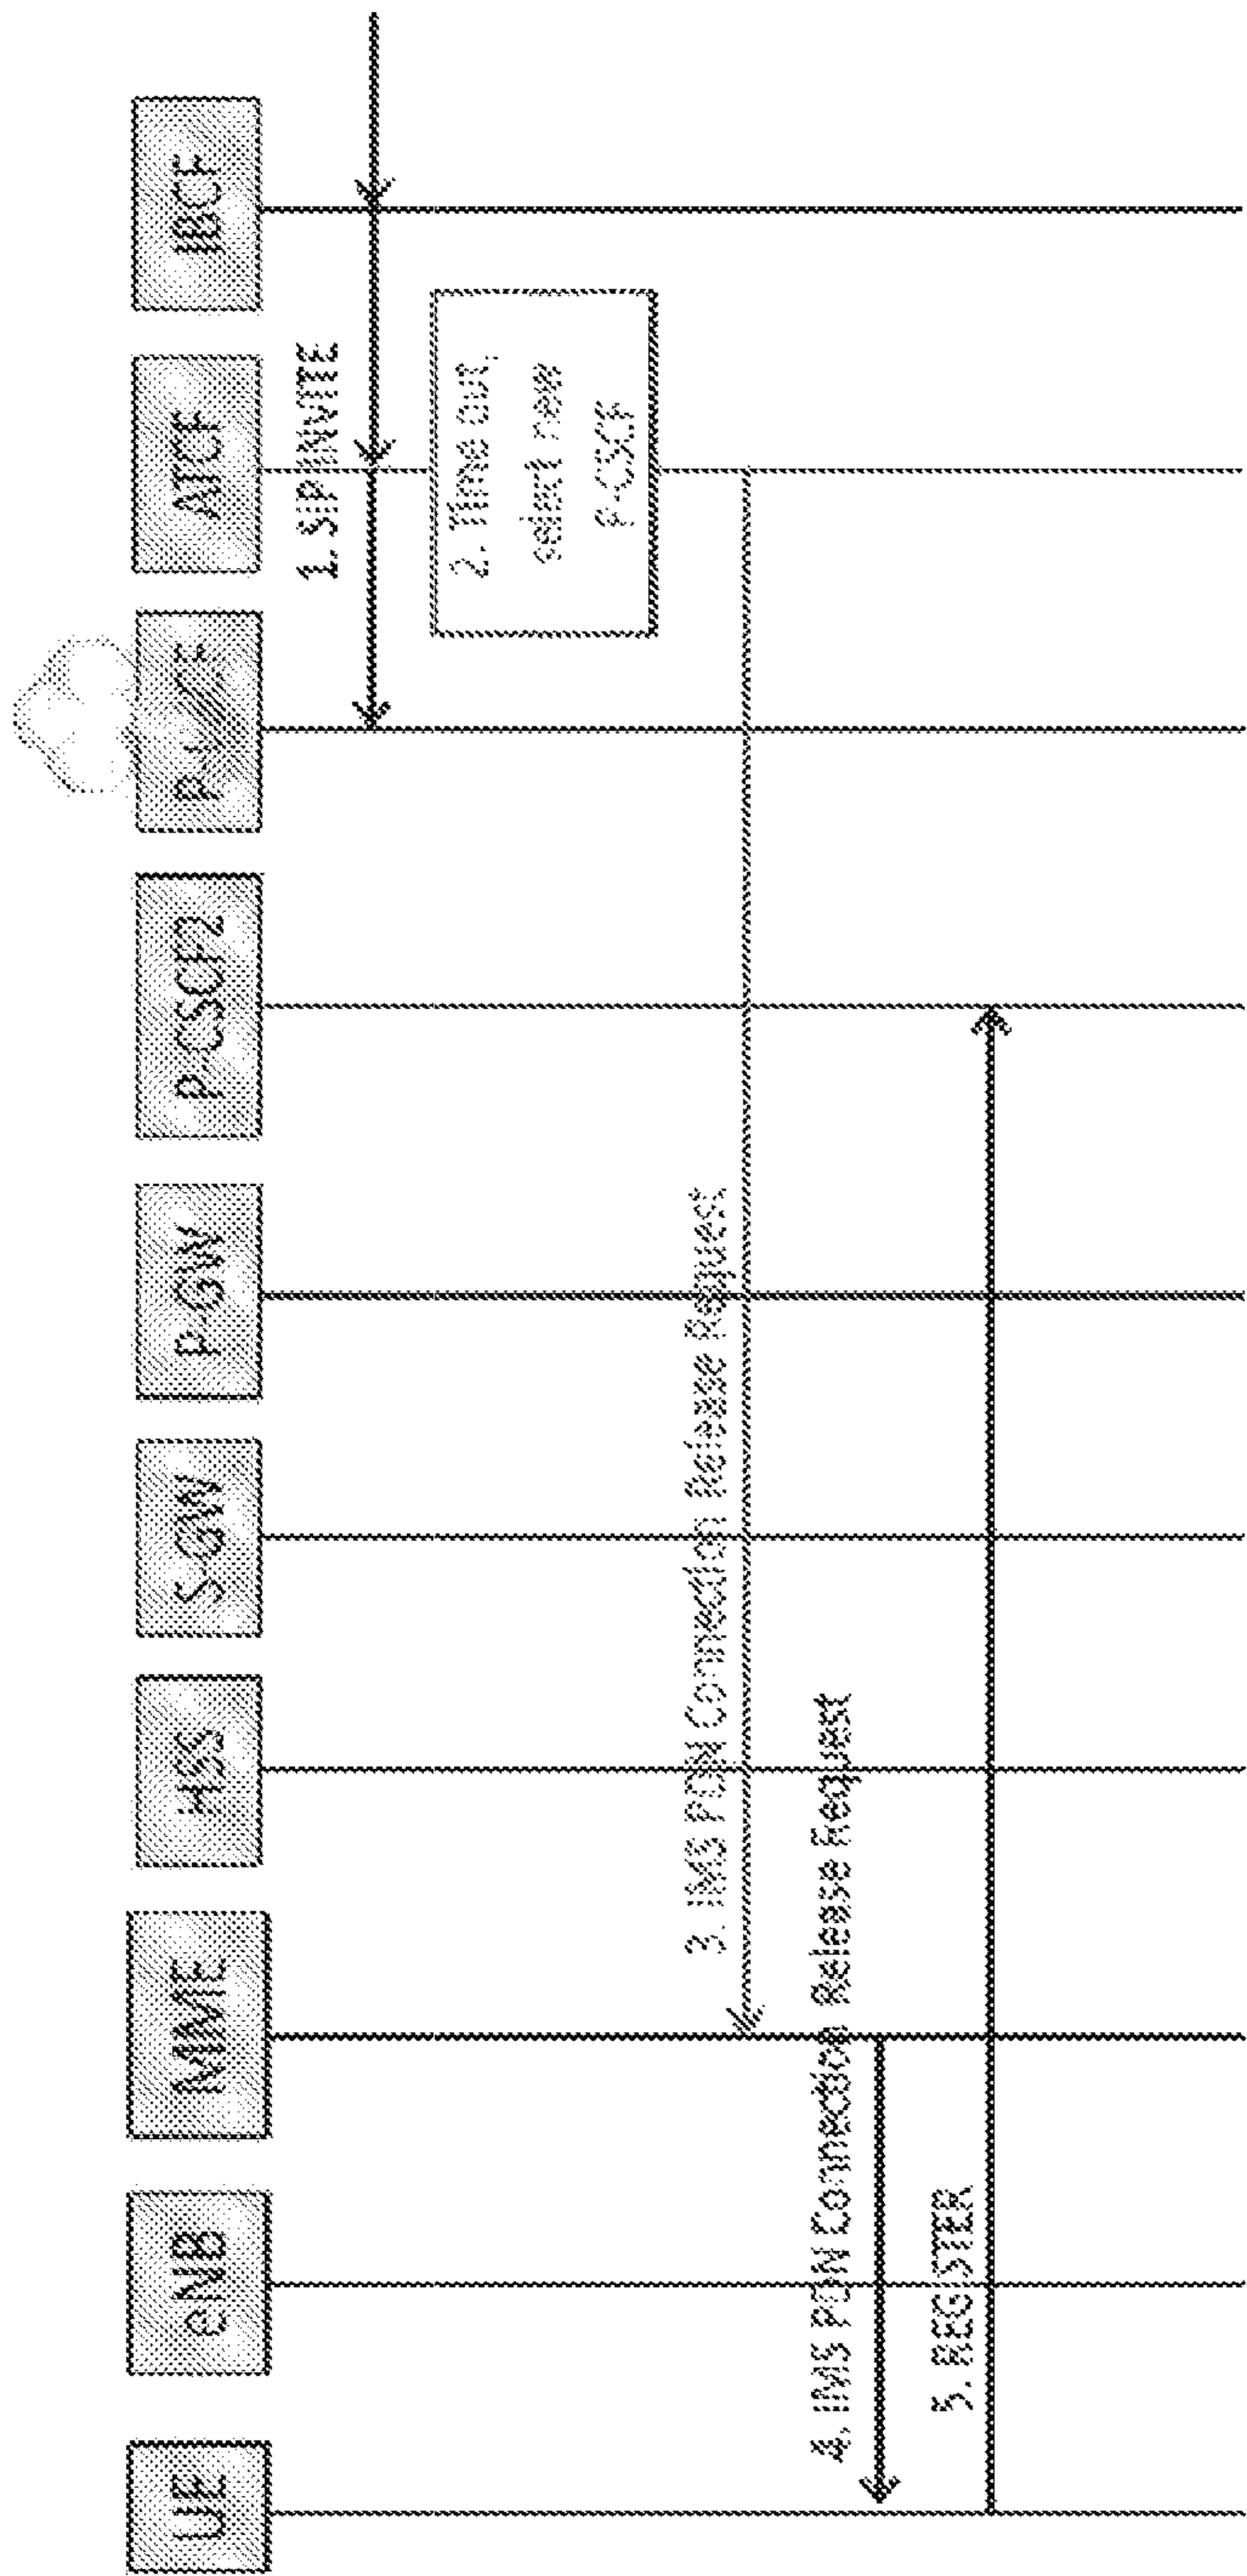 UE
eNB
MME
HSS
S-GW
P-GW
P-CSCF2
ATCF
IBCF
1. SIP INVITE
2. Time out,
select new
P-CSCF
3. IMS PDN Connection Release Request
4. IMS PDN Connection Release Request
5. REGISTER